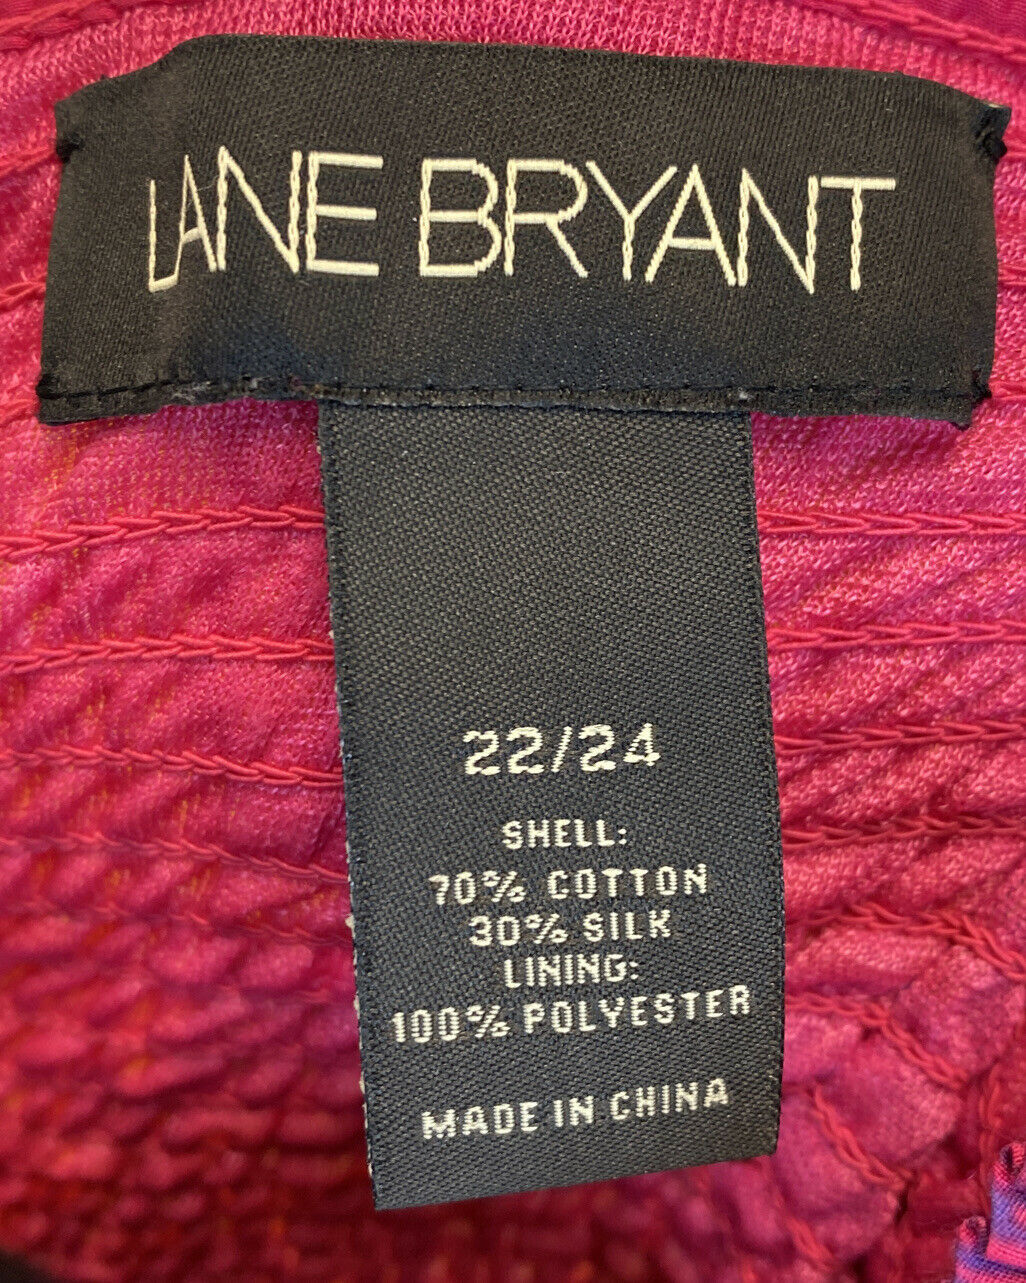 LANE BRYANT
22/24
SHELL:
70% COTTON
30% SILK
LINING:
100% POLYESTER
MADE IN CHINA